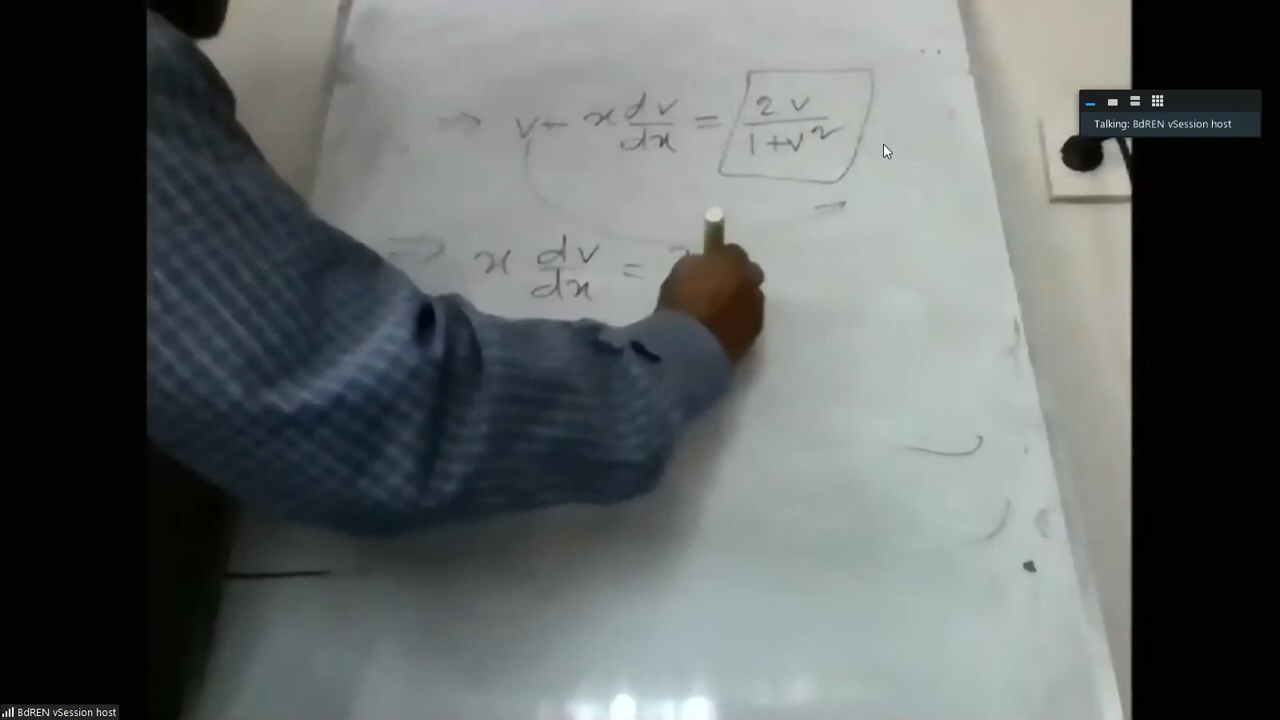 ⇒ v + x dv/dx = 2v/1+v²
⇒ x dv/dx =
Talking: BdREN vSession host
BdREN vSession host